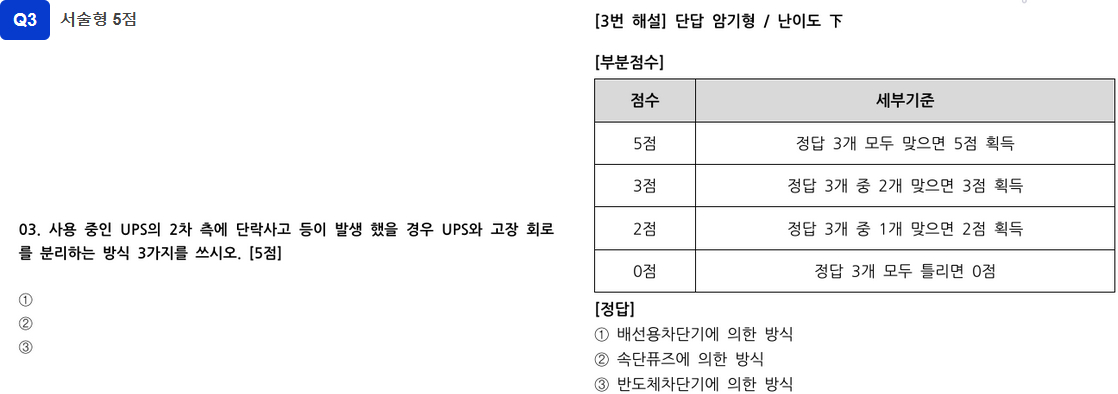 Q3 서술형 5점
03. 사용 중인 UPS의 2차 측에 단락사고 등이 발생 했을 경우 UPS와 고장 회로
를 분리하는 방식 3가지를 쓰시오. [5점]
①
②
③
[3번 해설] 단답 암기형 / 난이도 下
[부분점수]
점수 세부기준
5점 정답 3개 모두 맞으면 5점 획득
3점 정답 3개 중 2개 맞으면 3점 획득
2점 정답 3개 중 1개 맞으면 2점 획득
0점 정답 3개 모두 틀리면 0점
[정답]
① 배선용차단기에 의한 방식
② 속단퓨즈에 의한 방식
③ 반도체차단기에 의한 방식